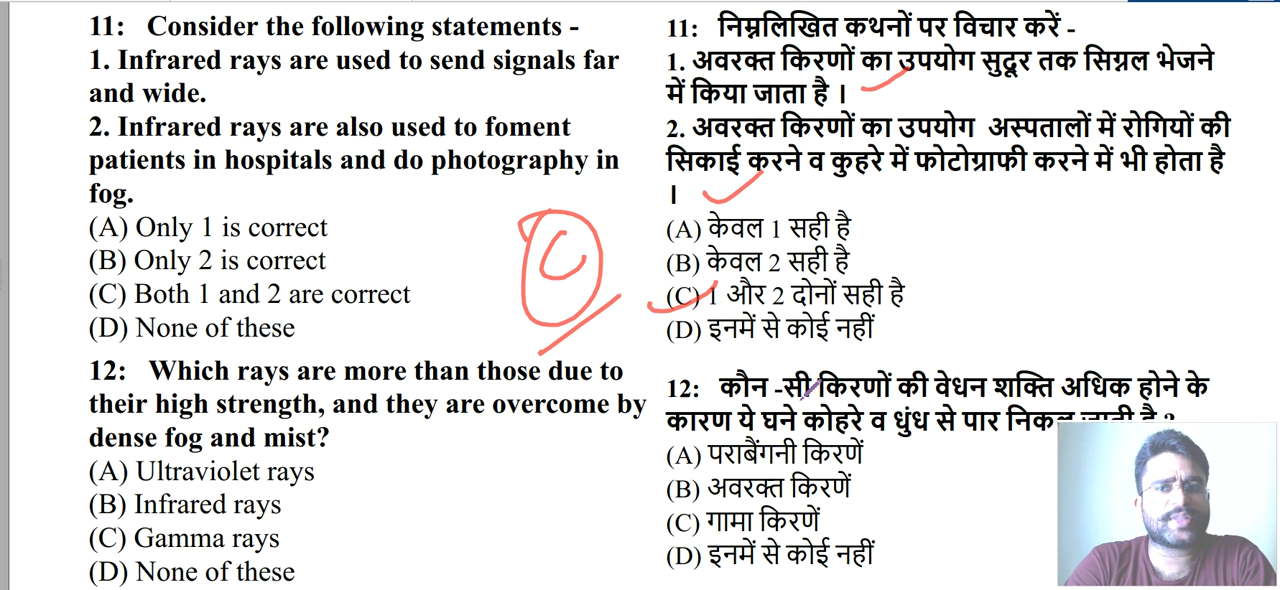 11: Consider the following statements -
1. Infrared rays are used to send signals far
and wide.
2. Infrared rays are also used to foment
patients in hospitals and do photography in
fog.
(A) Only 1 is correct
(B) Only 2 is correct
(C) Both 1 and 2 are correct
(D) None of these
C
12: Which rays are more than those due to
their high strength, and they are overcome by
dense fog and mist?
(A) Ultraviolet rays
(B) Infrared rays
(C) Gamma rays
(D) None of these
11: निम्नलिखित कथनों पर विचार करें -
1. अवरक्त किरणों का उपयोग सुदूर तक सिग्नल भेजने
में किया जाता है ।
2. अवरक्त किरणों का उपयोग अस्पतालों में रोगियों की
सिकाई करने व कुहरे में फोटोग्राफी करने में भी होता है
।
(A) केवल 1 सही है
(B) केवल 2 सही है
(C) 1 और 2 दोनों सही है
(D) इनमें से कोई नहीं
12: कौन -सी किरणों की वेधन शक्ति अधिक होने के
कारण ये घने कोहरे व धुंध से पार निकल जाती है ?
(A) पराबैंगनी किरणें
(B) अवरक्त किरणें
(C) गामा किरणें
(D) इनमें से कोई नहीं